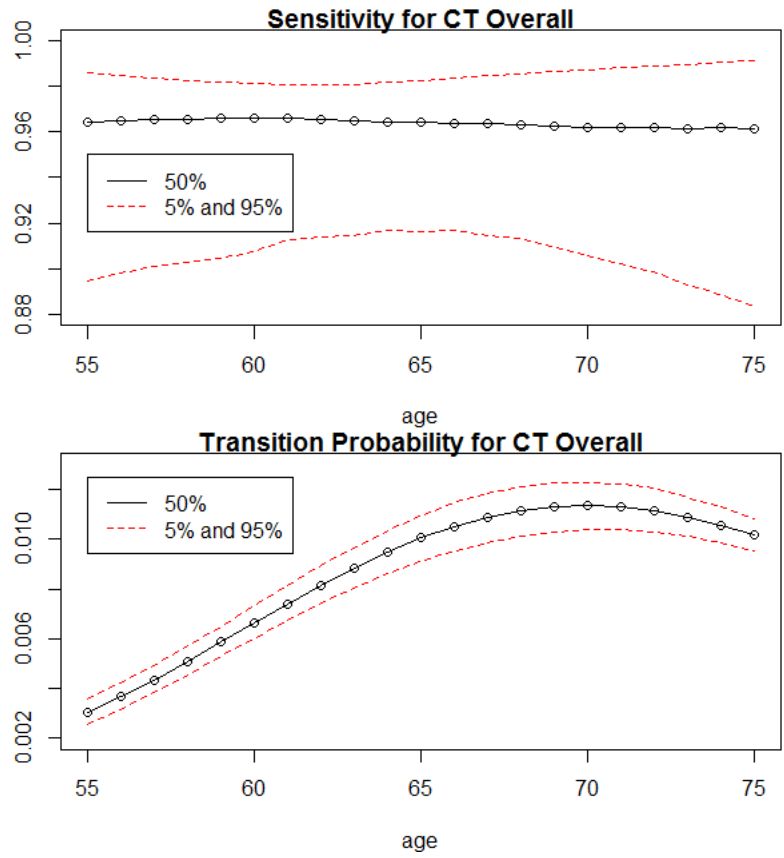 Sensitivity for CT Overall
1.00
0.96
0.92
0.88
50%
5% and 95%
55 60 65 70 75
age
Transition Probability for CT Overall
50%
5% and 95%
0.010
0.006
0.002
55 60 65 70 75
age